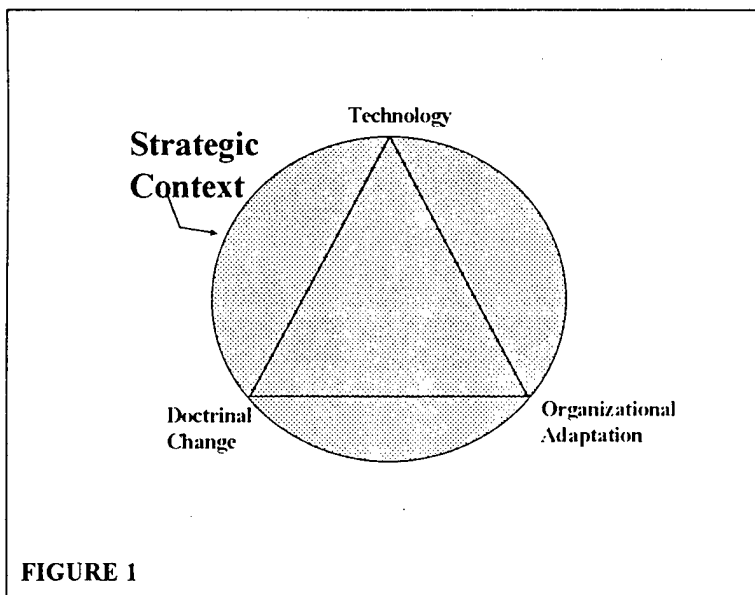 Technology
Strategic
Context
Doctrinal
Change
Organizational
Adaptation
FIGURE 1